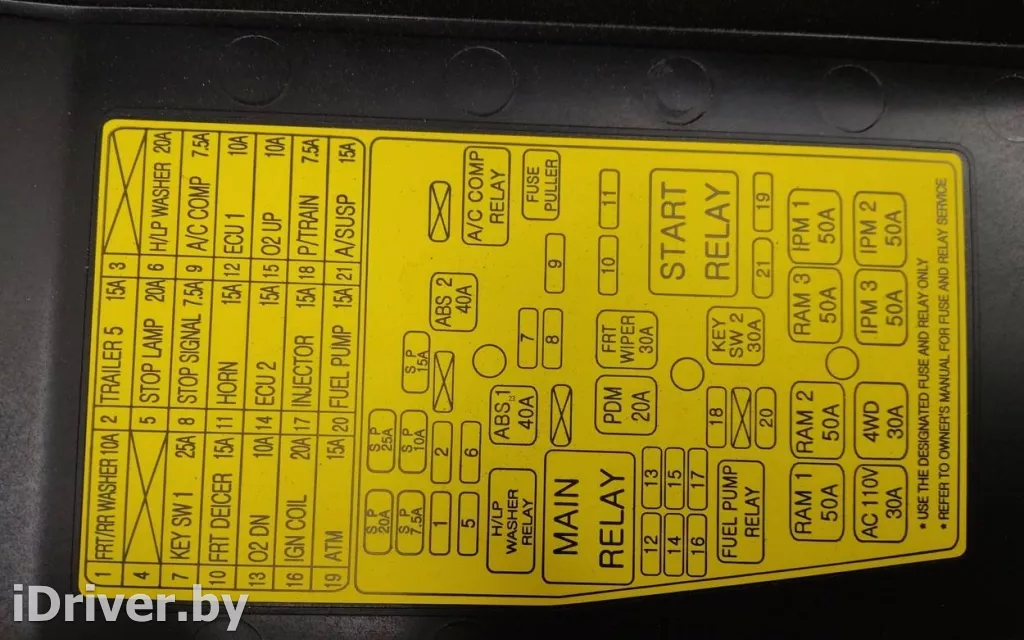 1 FRT/RR WASHER 10A 2 TRAILER 5 15A 3
4 5 STOP LAMP 20A 6 H/LP WASHER 20A
7 KEY SW 1 25A 8 STOP SIGNAL 7.5A 9 A/C COMP 7.5A
10 FRT DEICER 15A 11 HORN 15A 12 ECU 1 10A
13 O2 DN 10A 14 ECU 2 15A 15 O2 UP 10A
16 IGN COIL 20A 17 INJECTOR 15A 18 P/TRAIN 7.5A
19 ATM 15A 20 FUEL PUMP 15A 21 A/SUSP 15A
S P
20A
S P
25A
S P
7.5A
S P
10A
S P
15A
1
2
5
6
ABS 2
40A
A/C COMP
RELAY
H/LP
WASHER
RELAY
ABS 1
40A
7
8
9
FUSE
PULLER
MAIN
RELAY
PDM
20A
FRT
WIPER
30A
10
11
12
13
14
15
16
17
START
RELAY
FUEL PUMP
RELAY
18
20
KEY
SW 2
30A
21
19
RAM 1
50A
RAM 2
50A
RAM 3
50A
IPM 1
50A
AC 110V
30A
4WD
30A
IPM 3
50A
IPM 2
50A
* USE THE DESIGNATED FUSE AND RELAY ONLY
* REFER TO OWNER'S MANUAL FOR FUSE AND RELAY SERVICE
iDriver.by